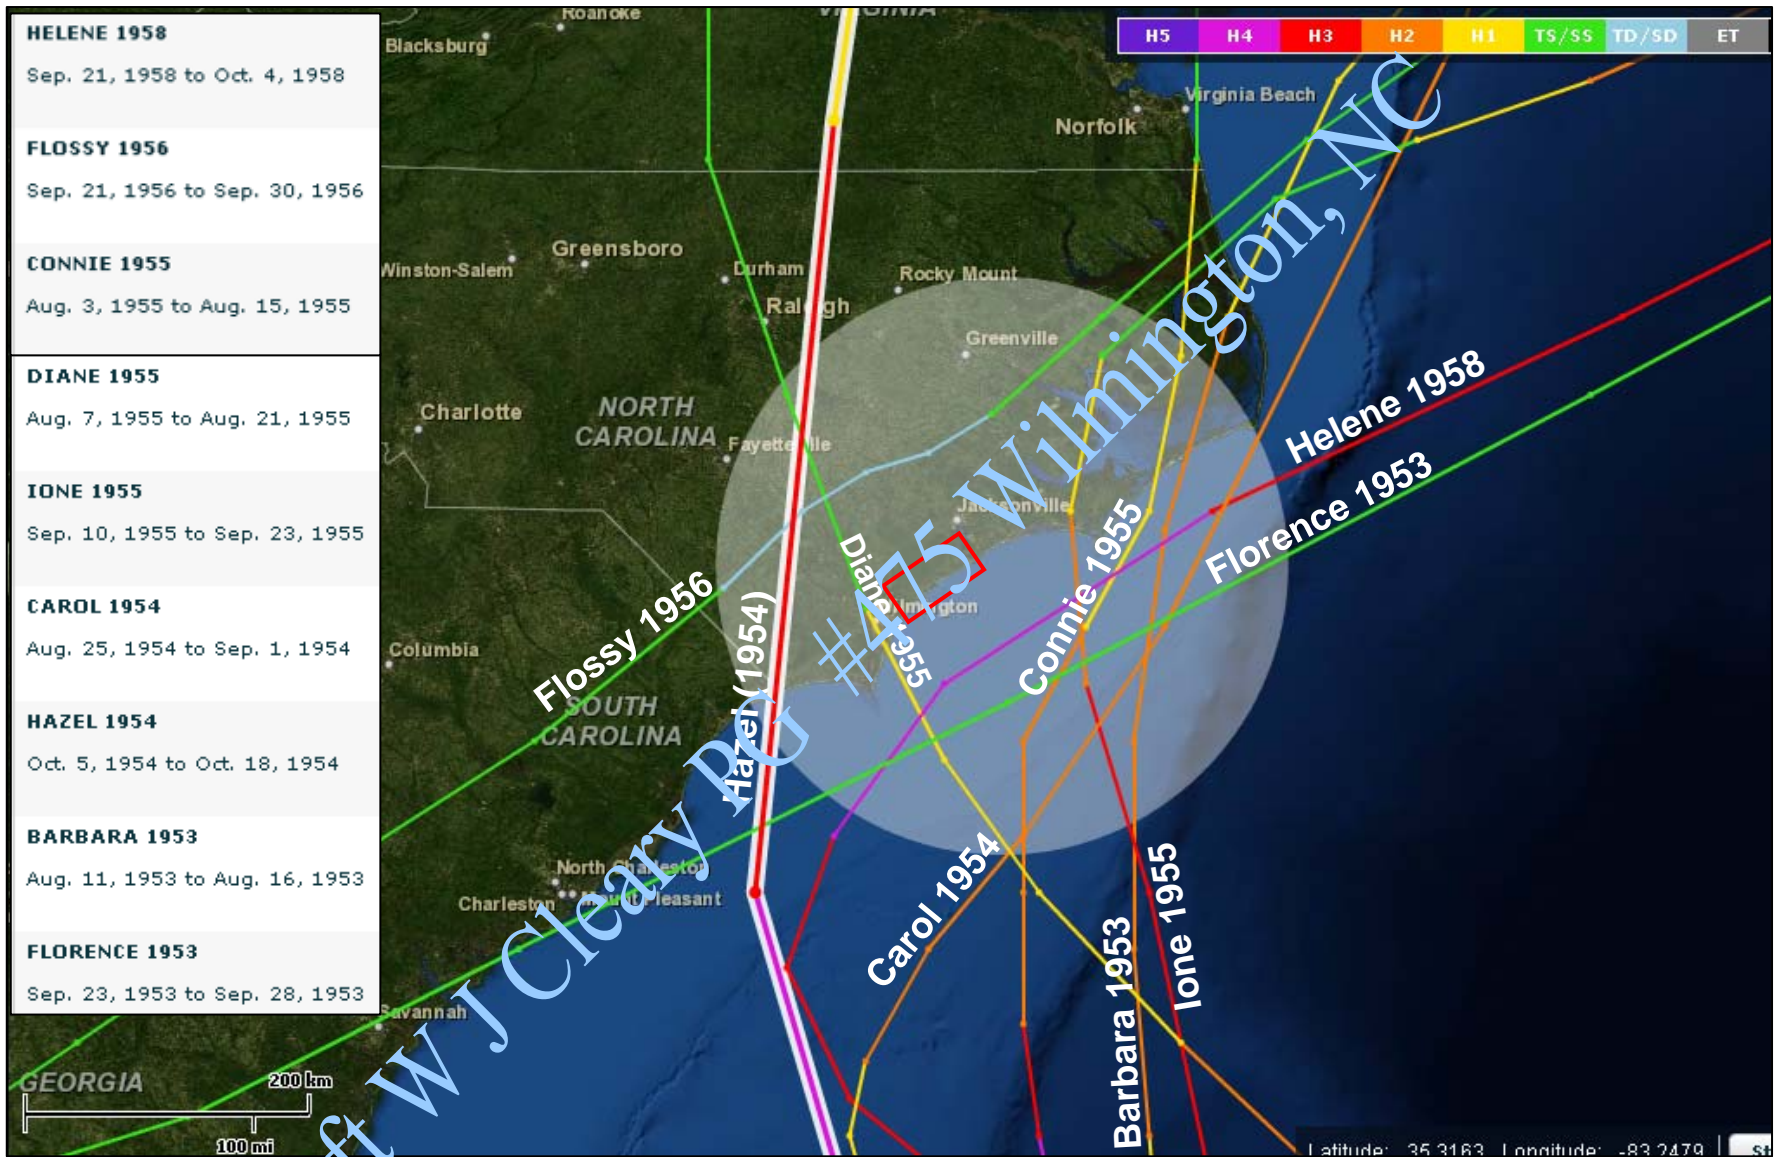 HELENE 1958
Sep. 21, 1958 to Oct. 4, 1958
FLOSSY 1956
Sep. 21, 1956 to Sep. 30, 1956
CONNIE 1955
Aug. 3, 1955 to Aug. 15, 1955
DIANE 1955
Aug. 7, 1955 to Aug. 21, 1955
IONE 1955
Sep. 10, 1955 to Sep. 23, 1955
CAROL 1954
Aug. 25, 1954 to Sep. 1, 1954
HAZEL 1954
Oct. 5, 1954 to Oct. 18, 1954
BARBARA 1953
Aug. 11, 1953 to Aug. 16, 1953
FLORENCE 1953
Sep. 23, 1953 to Sep. 28, 1953
H5 H4 H3 H2 H1 TS/SS TD/SD ET
Roanoke
VIRGINIA
Blacksburg
Virginia Beach
Norfolk
Greensboro
Winston-Salem
Durham
Rocky Mount
Raleigh
Greenville
Charlotte
NORTH
CAROLINA
Fayetteville
Jacksonville
Wilmington
Columbia
SOUTH
CAROLINA
North Charleston
Charleston
Mount Pleasant
Savannah
GEORGIA
Helene 1958
Florence 1953
Connie 1955
Diane 1955
Flossy 1956
Hazel (1954)
Carol 1954
Barbara 1953
Ione 1955
ft W J Cleary RG #475 Wilmington, NC
200 km
100 mi
Latitude: 35.3163 Longitude: -83.2479